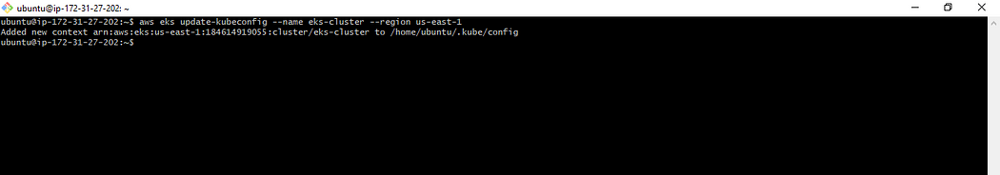 ubuntu@ip-172-31-27-202: ~
ubuntu@ip-172-31-27-202:~$ aws eks update-kubeconfig --name eks-cluster --region us-east-1
Added new context arn:aws:eks:us-east-1:184614919055:cluster/eks-cluster to /home/ubuntu/.kube/config
ubuntu@ip-172-31-27-202:~$